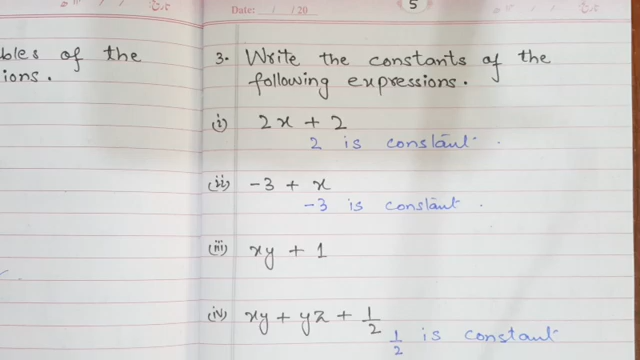 Date: / /20
5
bles of the
ions.
3. Write the constants of the
following expressions.
(i) 2x + 2
2 is constant.
(ii) -3 + x
-3 is constant.
(iii) xy + 1
(iv) xy + yz + 1/2
1/2 is constant